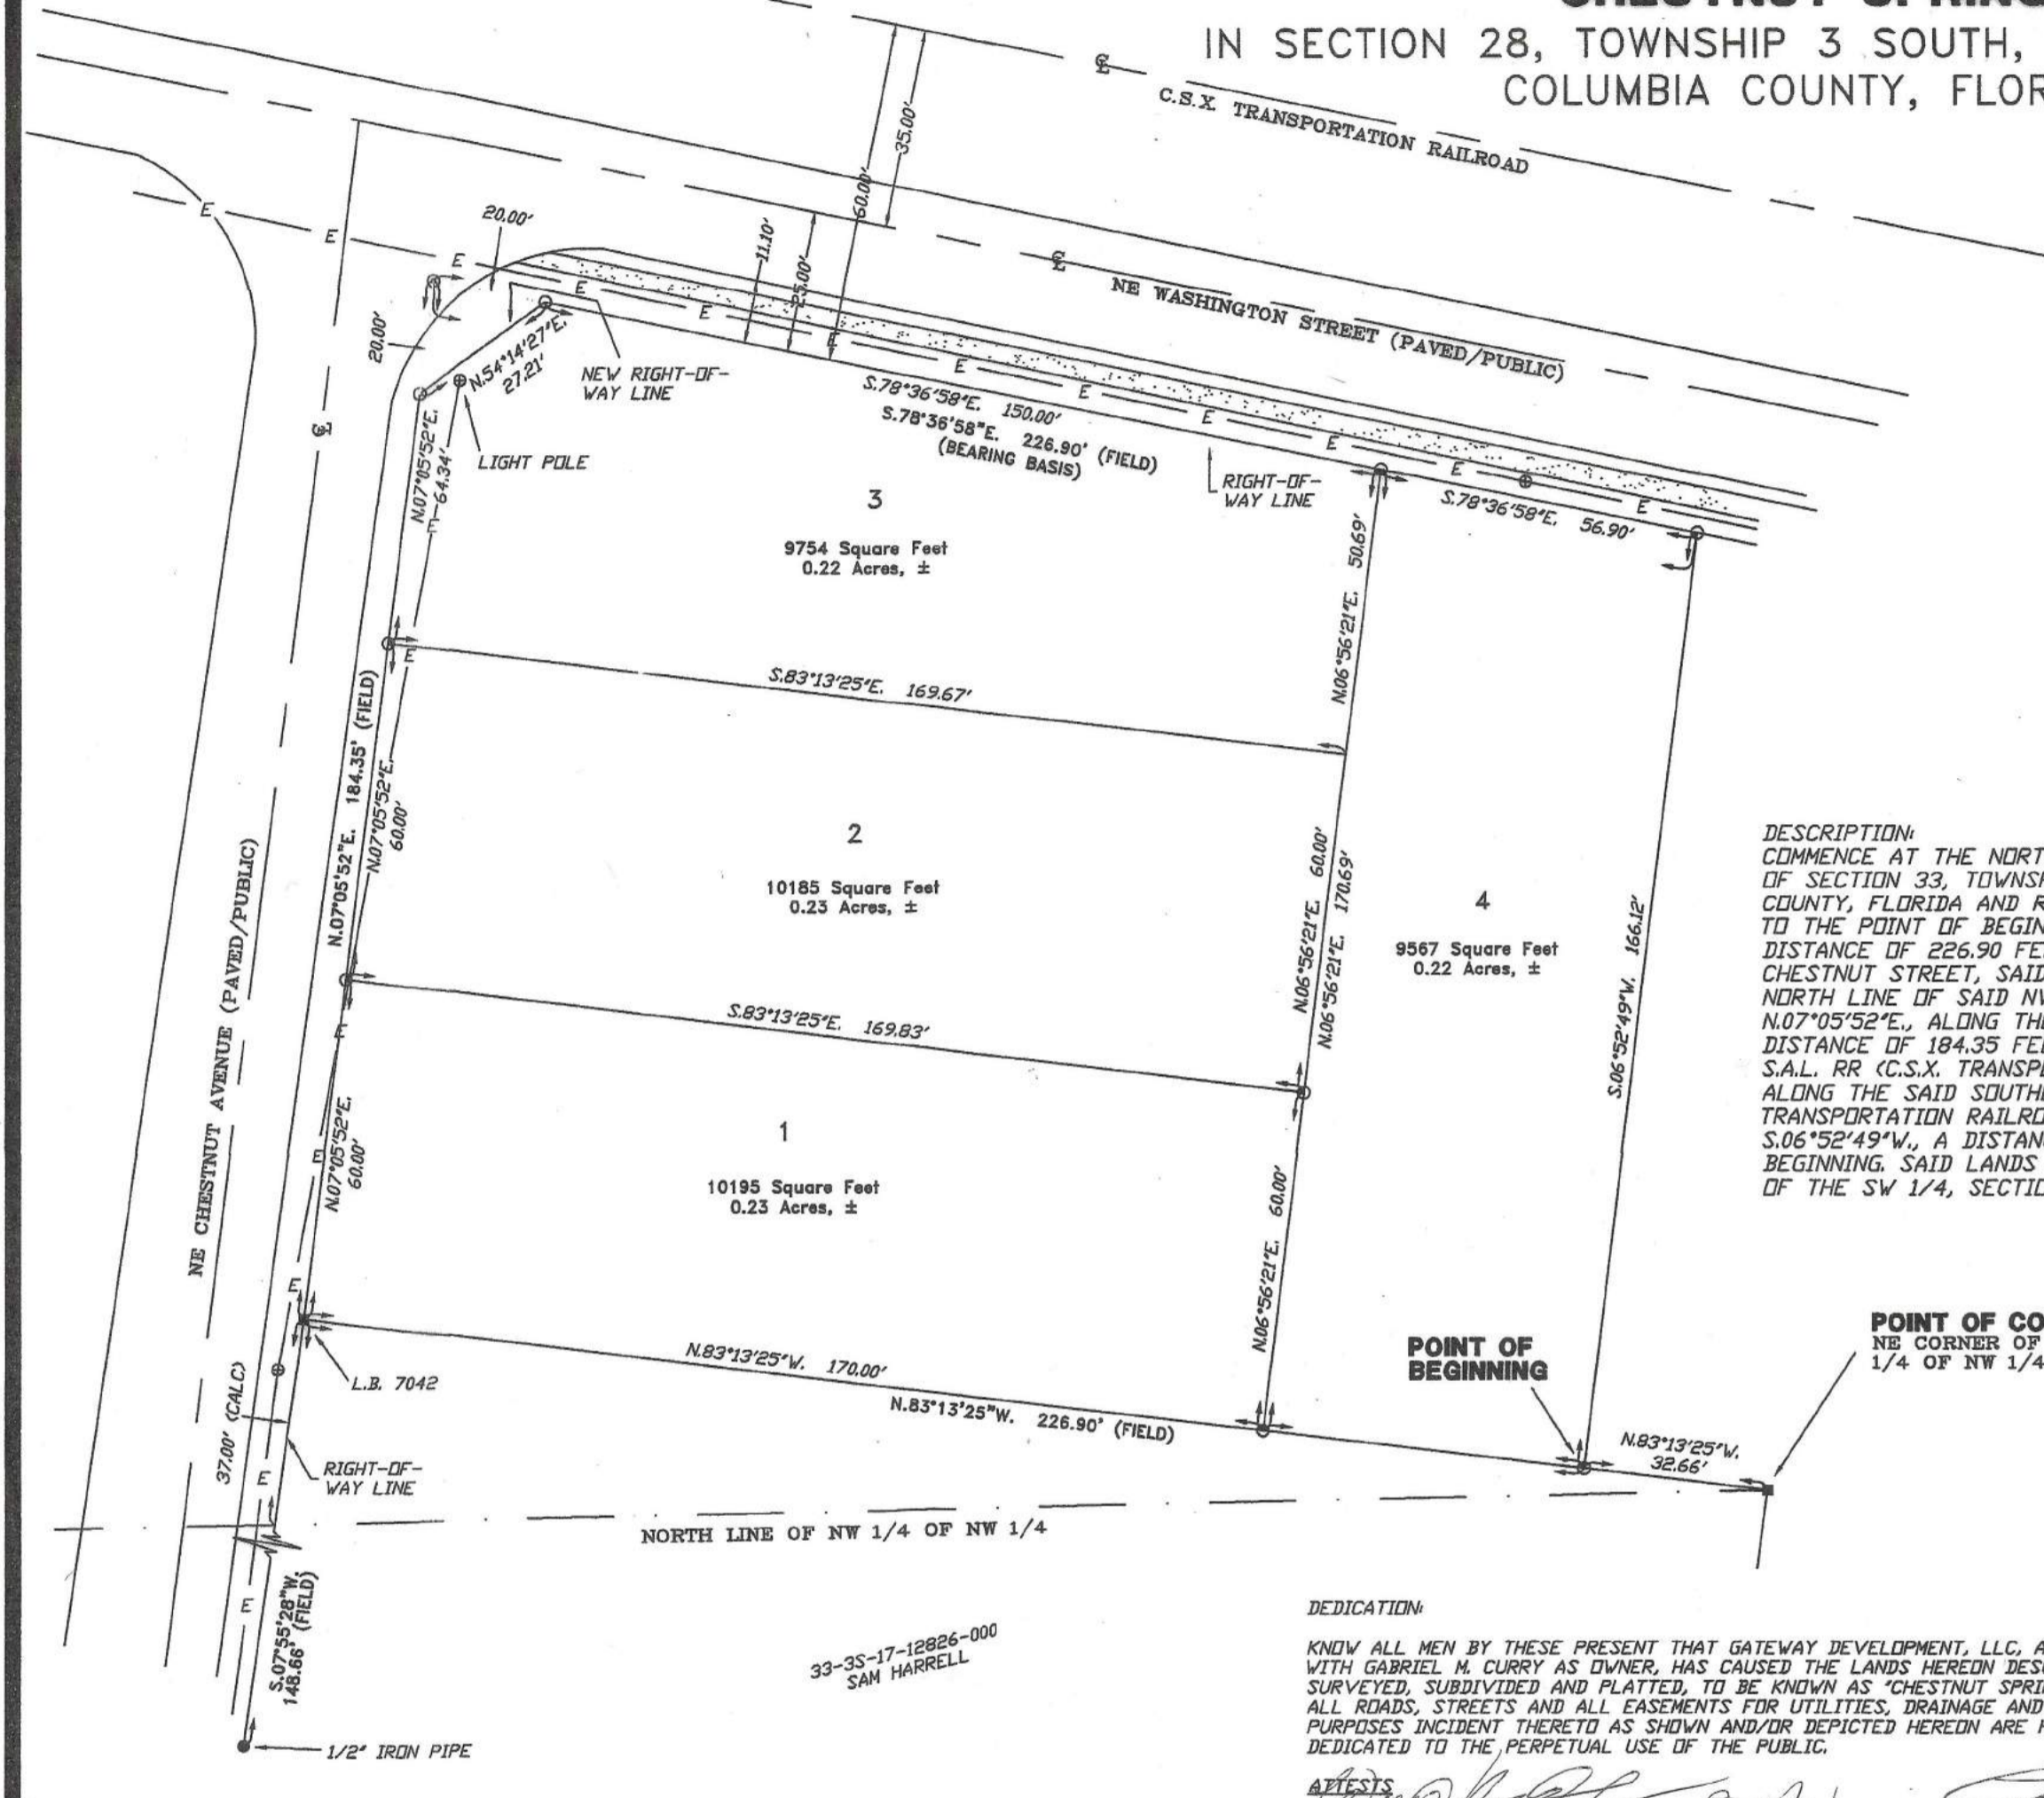 IN SECTION 28, TOWNSHIP 3 SOUTH,
COLUMBIA COUNTY, FLOR
C.S.X. TRANSPORTATION RAILROAD
35.00'
60.00'
11.10'
25.00'
20.00'
20.00'
NE WASHINGTON STREET (PAVED/PUBLIC)
N.54°14'27"E.
27.21'
NEW RIGHT-OF-
WAY LINE
LIGHT POLE
S.78°36'58"E. 150.00'
S.78°36'58"E. 226.90' (FIELD)
(BEARING BASIS)
RIGHT-OF-
WAY LINE
S.78°36'58"E. 56.90'
N.07°05'52"E.
64.34'
3
9754 Square Feet
0.22 Acres, ±
N.06°56'21"E. 50.69'
S.83°13'25"E. 169.67'
N.07°05'52"E. 184.35' (FIELD)
N.07°05'52"E.
60.00'
2
10185 Square Feet
0.23 Acres, ±
N.06°56'21"E. 60.00'
N.06°56'21"E. 170.69'
4
9567 Square Feet
0.22 Acres, ±
S.06°52'49"W. 166.12'
S.83°13'25"E. 169.83'
NE CHESTNUT AVENUE (PAVED/PUBLIC)
N.07°05'52"E.
60.00'
1
10195 Square Feet
0.23 Acres, ±
N.06°56'21"E. 60.00'
N.83°13'25"W. 170.00'
N.83°13'25"W. 226.90' (FIELD)
L.B. 7042
37.00' (CALC)
RIGHT-OF-
WAY LINE
POINT OF
BEGINNING
N.83°13'25"W.
32.66'
POINT OF CO
NE CORNER OF
1/4 OF NW 1/4
NORTH LINE OF NW 1/4 OF NW 1/4
S.07°55'28"W.
148.66' (FIELD)
1/2" IRON PIPE
33-3S-17-12826-000
SAM HARRELL
DESCRIPTION:
COMMENCE AT THE NORT
OF SECTION 33, TOWNS
COUNTY, FLORIDA AND R
TO THE POINT OF BEGIN
DISTANCE OF 226.90 FE
CHESTNUT STREET, SAID
NORTH LINE OF SAID N
N.07°05'52"E., ALONG TH
DISTANCE OF 184.35 FE
S.A.L. RR (C.S.X. TRANSP
ALONG THE SAID SOUTH
TRANSPORTATION RAILRO
S.06°52'49"W., A DISTAN
BEGINNING. SAID LANDS
OF THE SW 1/4, SECTIO
DEDICATION:
KNOW ALL MEN BY THESE PRESENT THAT GATEWAY DEVELOPMENT, LLC, A
WITH GABRIEL M. CURRY AS OWNER, HAS CAUSED THE LANDS HEREON DES
SURVEYED, SUBDIVIDED AND PLATTED, TO BE KNOWN AS "CHESTNUT SPRI
ALL ROADS, STREETS AND ALL EASEMENTS FOR UTILITIES, DRAINAGE AND
PURPOSES INCIDENT THERETO AS SHOWN AND/OR DEPICTED HEREON ARE
DEDICATED TO THE PERPETUAL USE OF THE PUBLIC.
ATTESTS